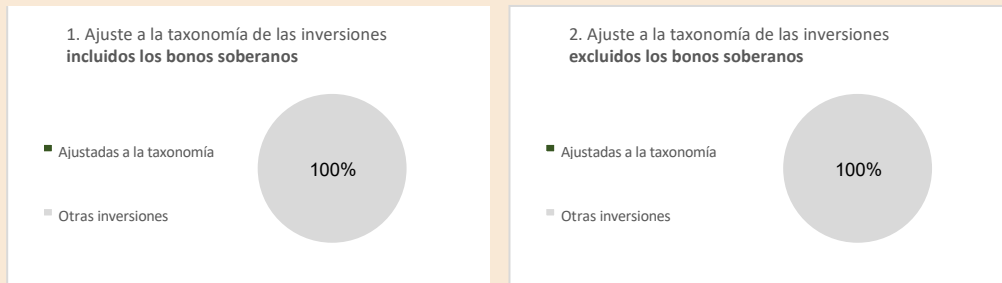 1. Ajuste a la taxonomía de las inversiones
incluidos los bonos soberanos
Ajustadas a la taxonomía
100%
Otras inversiones
2. Ajuste a la taxonomía de las inversiones
excluidos los bonos soberanos
Ajustadas a la taxonomía
100%
Otras inversiones